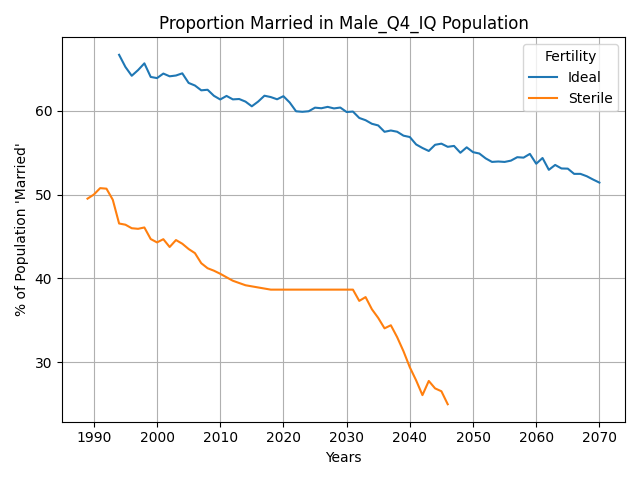 Proportion Married in Male_Q4_IQ Population
Fertility
Ideal
Sterile
% of Population 'Married'
60
50
40
30
1990 2000 2010 2020 2030 2040 2050 2060 2070
Years